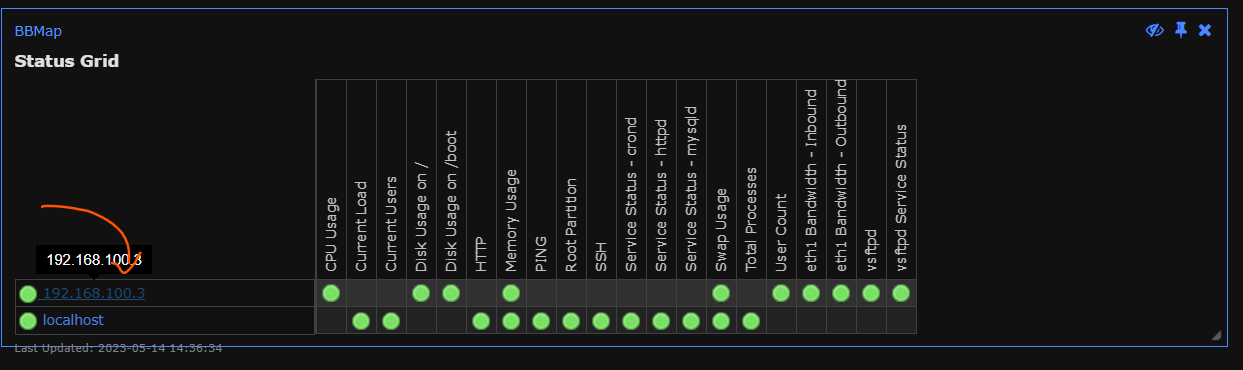 BBMap
Status Grid
CPU Usage
Current Load
Current Users
Disk Usage on /
Disk Usage on /boot
HTTP
Memory Usage
PING
Root Partition
SSH
Service Status - crond
Service Status - httpd
Service Status - mysqld
Swap Usage
Total Processes
User Count
eth1 Bandwidth - Inbound
eth1 Bandwidth - Outbound
vsftpd
vsftpd Service Status
192.168.100.3
192.168.100.3
localhost
Last Updated: 2023-05-14 14:36:34